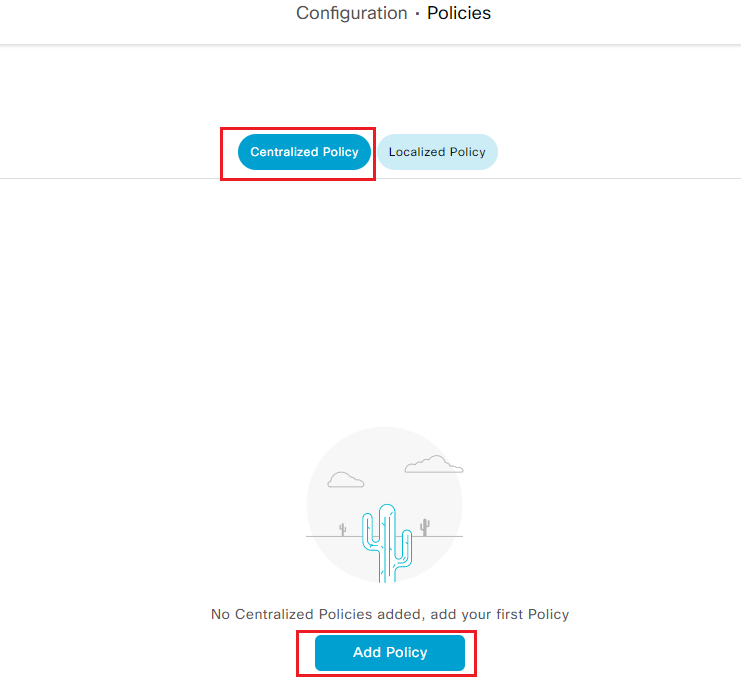 Configuration · Policies
Centralized Policy Localized Policy
No Centralized Policies added, add your first Policy
Add Policy